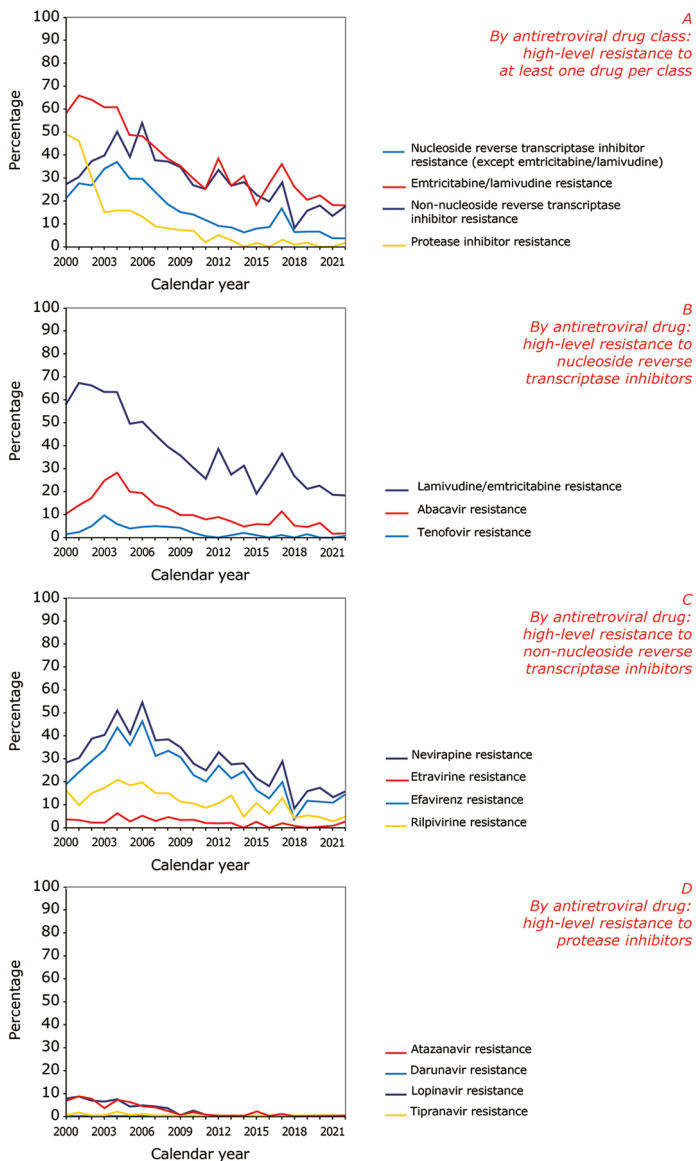 A
By antiretroviral drug class:
high-level resistance to
at least one drug per class
100
90
80
70
60
50
40
30
20
10
0
Percentage
2000 2003 2006 2009 2012 2015 2018 2021
Calendar year
Nucleoside reverse transcriptase inhibitor
resistance (except emtricitabine/lamivudine)
Emtricitabine/lamivudine resistance
Non-nucleoside reverse transcriptase
inhibitor resistance
Protease inhibitor resistance
B
By antiretroviral drug:
high-level resistance to
nucleoside reverse
transcriptase inhibitors
100
90
80
70
60
50
40
30
20
10
0
Percentage
2000 2003 2006 2009 2012 2015 2018 2021
Calendar year
Lamivudine/emtricitabine resistance
Abacavir resistance
Tenofovir resistance
C
By antiretroviral drug:
high-level resistance to
non-nucleoside reverse
transcriptase inhibitors
100
90
80
70
60
50
40
30
20
10
0
Percentage
2000 2003 2006 2009 2012 2015 2018 2021
Calendar year
Nevirapine resistance
Etravirine resistance
Efavirenz resistance
Rilpivirine resistance
D
By antiretroviral drug:
high-level resistance to
protease inhibitors
100
90
80
70
60
50
40
30
20
10
0
Percentage
2000 2003 2006 2009 2012 2015 2018 2021
Calendar year
Atazanavir resistance
Darunavir resistance
Lopinavir resistance
Tipranavir resistance